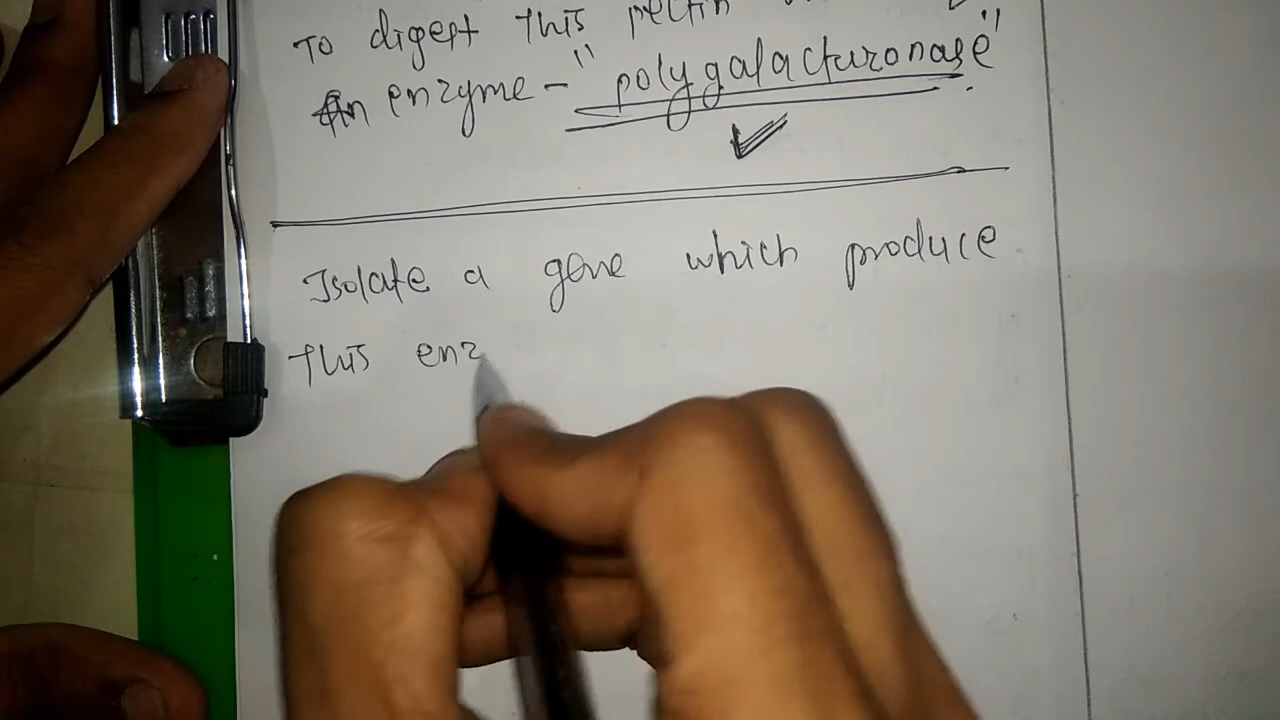 To digest this pectin
An enzyme - "polygalacturonase".
Isolate a gene which produce
this enz